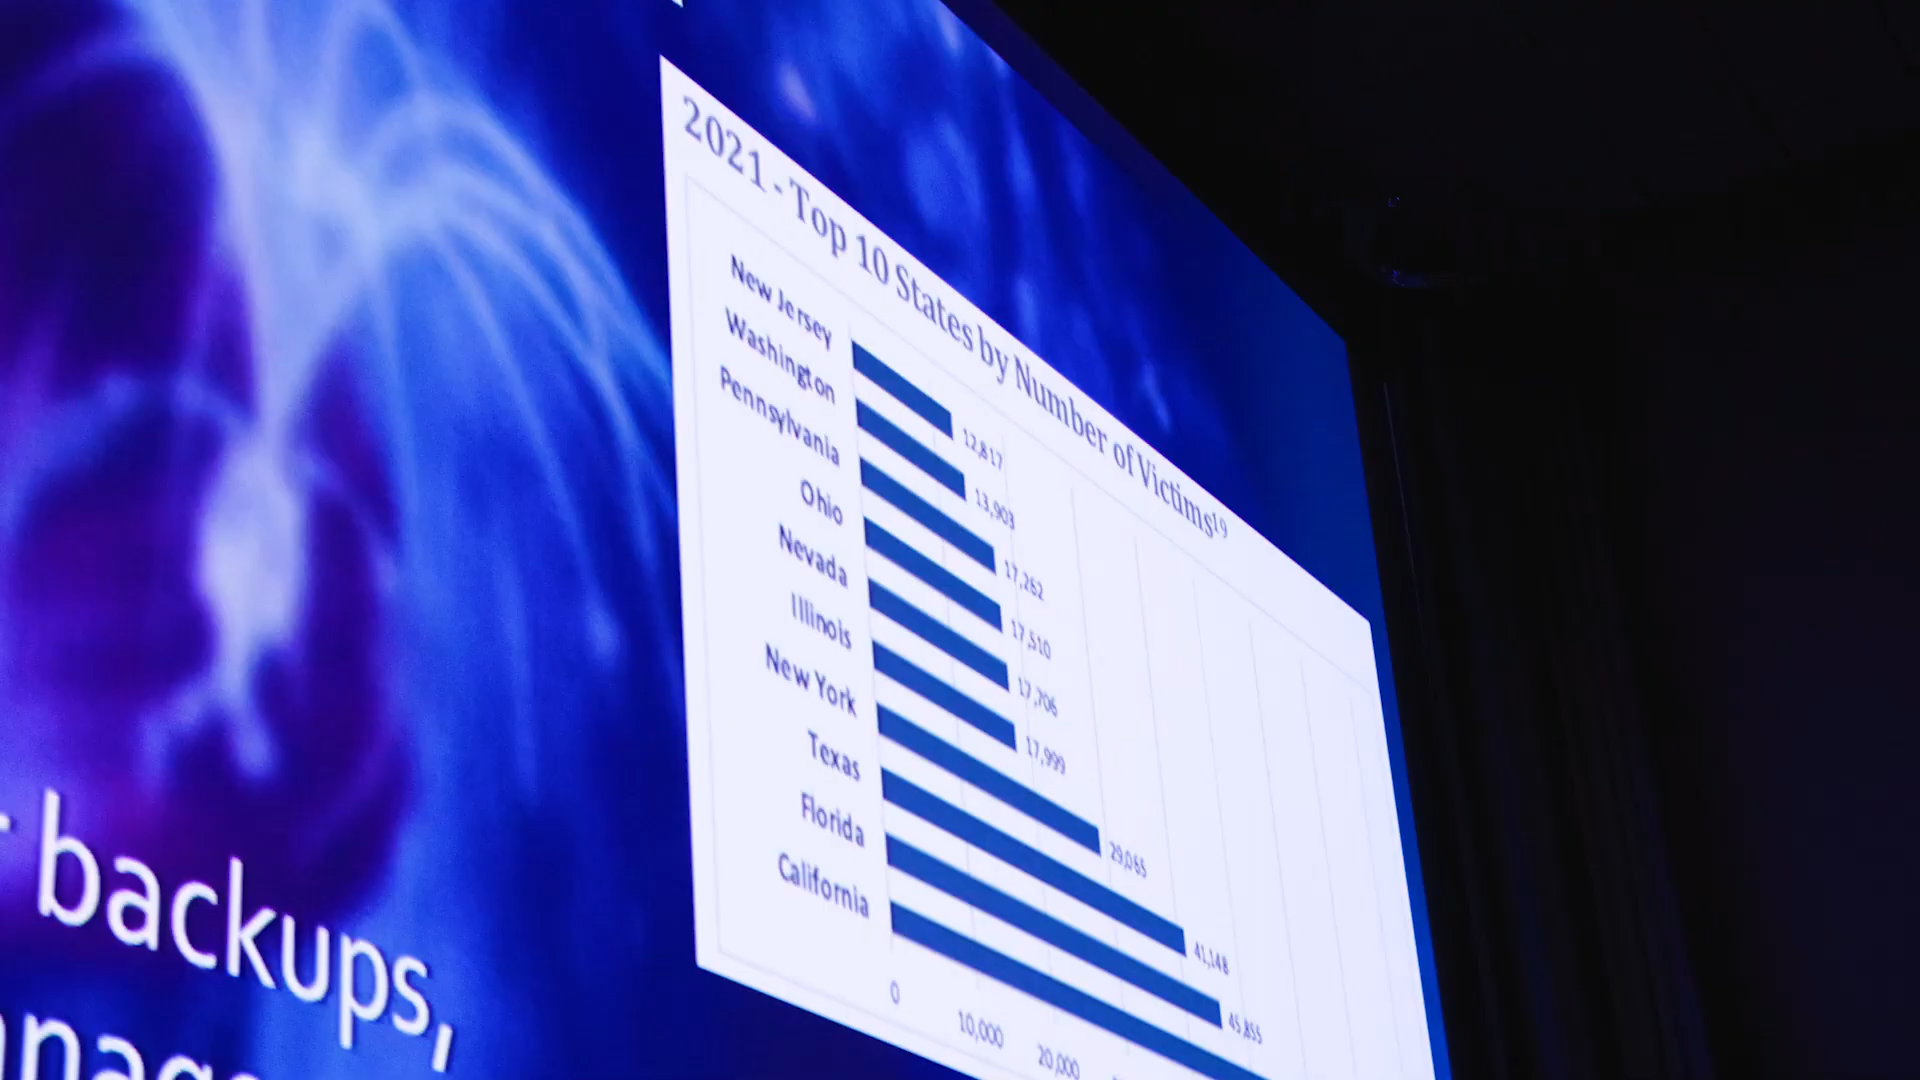 2021 - Top 10 States by Number of Victims19
New Jersey 12,817
Washington 13,903
Pennsylvania 17,262
Ohio 17,510
Nevada 17,706
Illinois 17,999
New York 29,065
Texas 41,148
Florida 45,855
California
0 10,000 20,000
backups,